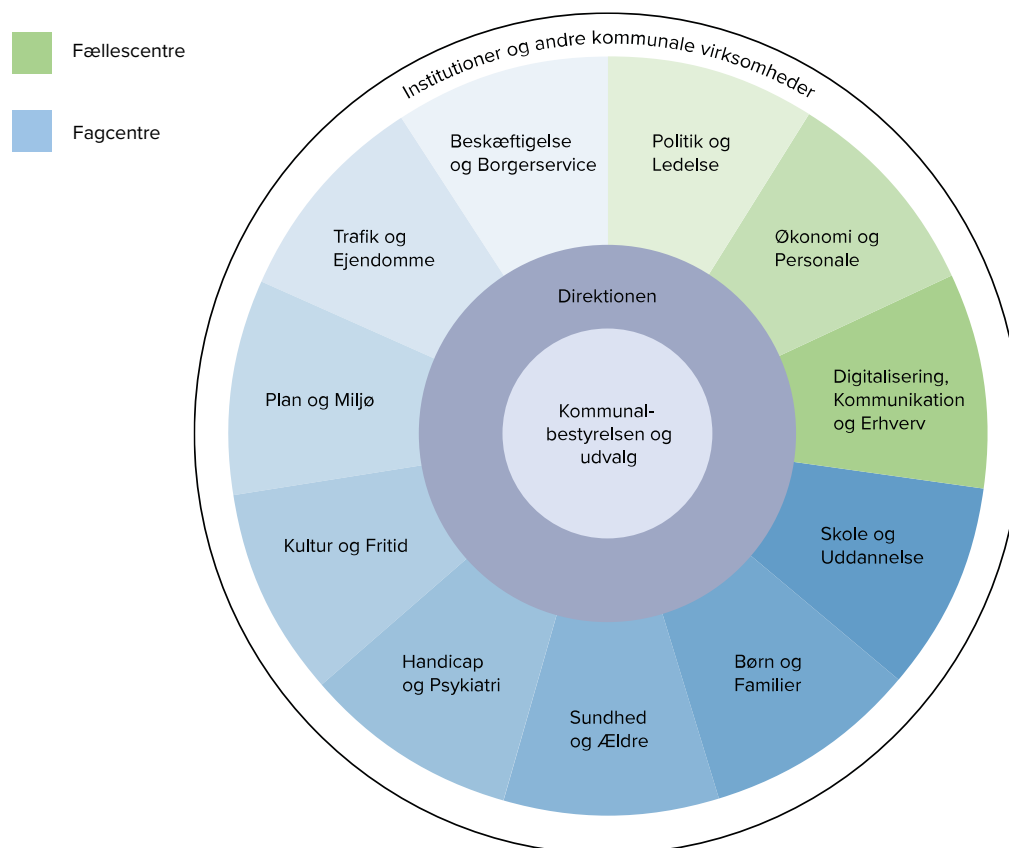 Fællescentre
Fagcentre
Institutioner og andre kommunale virksomheder
Beskæftigelse
og Borgerservice
Politik og
Ledelse
Økonomi og
Personale
Digitalisering,
Kommunikation
og Erhverv
Skole og
Uddannelse
Børn og
Familier
Sundhed
og Ældre
Handicap
og Psykiatri
Kultur og Fritid
Plan og Miljø
Trafik og
Ejendomme
Direktionen
Kommunal-
bestyrelsen og
udvalg